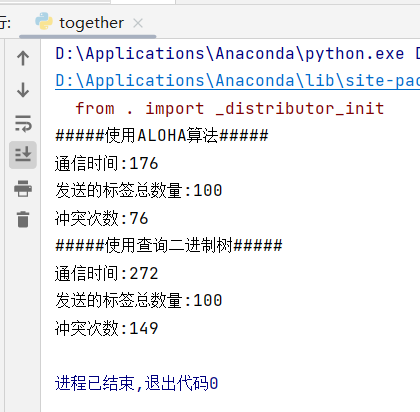 行:
together
D:\Applications\Anaconda\python.exe D
D:\Applications\Anaconda\lib\site-pac
from . import _distributor_init
#####使用ALOHA算法#####
通信时间:176
发送的标签总数量:100
冲突次数:76
#####使用查询二进制树#####
通信时间:272
发送的标签总数量:100
冲突次数:149
进程已结束,退出代码0